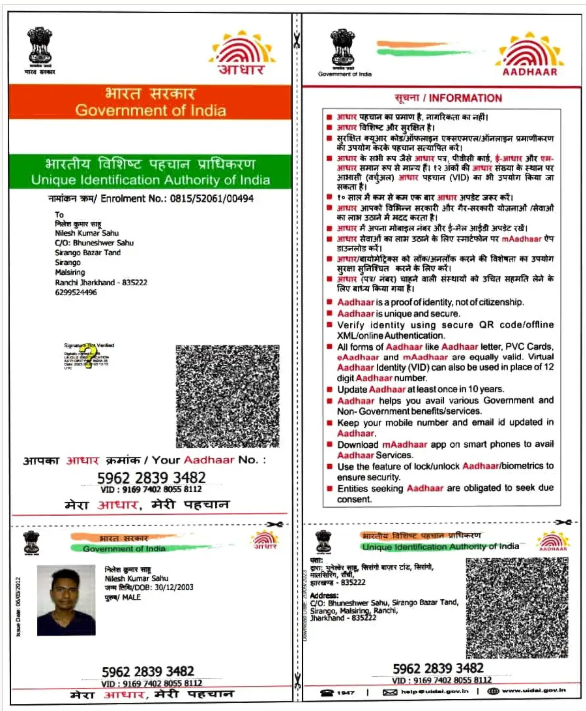 भारत सरकार
आधार
भारत सरकार
Government of India
भारतीय विशिष्ट पहचान प्राधिकरण
Unique Identification Authority of India
नामांकन क्रम/ Enrolment No.: 0815/52061/00494
To
निलेश कुमार साहू
Nilesh Kumar Sahu
C/O: Bhuneshwer Sahu
Sirango Bazar Tand
Sirango
Malsiring
Ranchi Jharkhand - 835222
6299524496
Signature Not Verified
आपका आधार क्रमांक / Your Aadhaar No. :
5962 2839 3482
VID : 9169 7402 8055 8112
मेरा आधार, मेरी पहचान
Government of India
AADHAAR
सूचना / INFORMATION
आधार पहचान का प्रमाण है, नागरिकता का नहीं।
आधार विशिष्ट और सुरक्षित है।
सुरक्षित क्यूआर कोड/ऑफलाइन एक्सएमएल/ऑनलाइन प्रमाणीकरण
का उपयोग करके पहचान सत्यापित करें।
आधार के सभी रूप जैसे आधार पत्र, पीवीसी कार्ड, ई-आधार और एम-
आधार समान रूप से मान्य हैं। १२ अंकों की आधार संख्या के स्थान पर
आभासी (वर्चुअल) आधार पहचान (VID) का भी उपयोग किया जा
सकता है।
१० साल में कम से कम एक बार आधार अपडेट जरूर करें।
आधार आपको विभिन्न सरकारी और गैर-सरकारी योजनाओं /सेवाओं
का लाभ उठाने में मदद करता है।
आधार में अपना मोबाइल नंबर और ई-मेल आईडी अपडेट रखें।
आधार सेवाओं का लाभ उठाने के लिए स्मार्टफोन पर mAadhaar ऐप
डाउनलोड करें।
आधार/बायोमेट्रिक्स को लॉक/अनलॉक करने की विशेषता का उपयोग
सुरक्षा सुनिश्चित करने के लिए करें।
आधार (पत्र/ नंबर) चाहने वाली संस्थाओं को उचित सहमति लेने के
लिए बाध्य किया गया है।
Aadhaar is a proof of identity, not of citizenship.
Aadhaar is unique and secure.
Verify identity using secure QR code/offline
XML/online Authentication.
All forms of Aadhaar like Aadhaar letter, PVC Cards,
eAadhaar and mAadhaar are equally valid. Virtual
Aadhaar Identity (VID) can also be used in place of 12
digit Aadhaar number.
Update Aadhaar at least once in 10 years.
Aadhaar helps you avail various Government and
Non- Government benefits/services.
Keep your mobile number and email id updated in
Aadhaar.
Download mAadhaar app on smart phones to avail
Aadhaar Services.
Use the feature of lock/unlock Aadhaar/biometrics to
ensure security.
Entities seeking Aadhaar are obligated to seek due
consent.
भारत सरकार
Government of India
आधार
Issue Date: 06/03/2012
निलेश कुमार साहू
Nilesh Kumar Sahu
जन्म तिथि/DOB: 30/12/2003
पुरुष/ MALE
5962 2839 3482
VID : 9169 7402 8055 8112
मेरा आधार, मेरी पहचान
भारतीय विशिष्ट पहचान प्राधिकरण
Unique Identification Authority of India
AADHAAR
पता:
द्वारा: भुनेश्वेर साहू, सिरांगो बाज़ार टांड, सिरांगो,
मालसिरिंग, राँची,
झारखण्ड - 835222
Address:
C/O: Bhuneshwer Sahu, Sirango Bazar Tand,
Sirango, Malsiring, Ranchi,
Jharkhand - 835222
5962 2839 3482
VID : 9169 7402 8055 8112
1947 | help@uidai.gov.in | www.uidai.gov.in